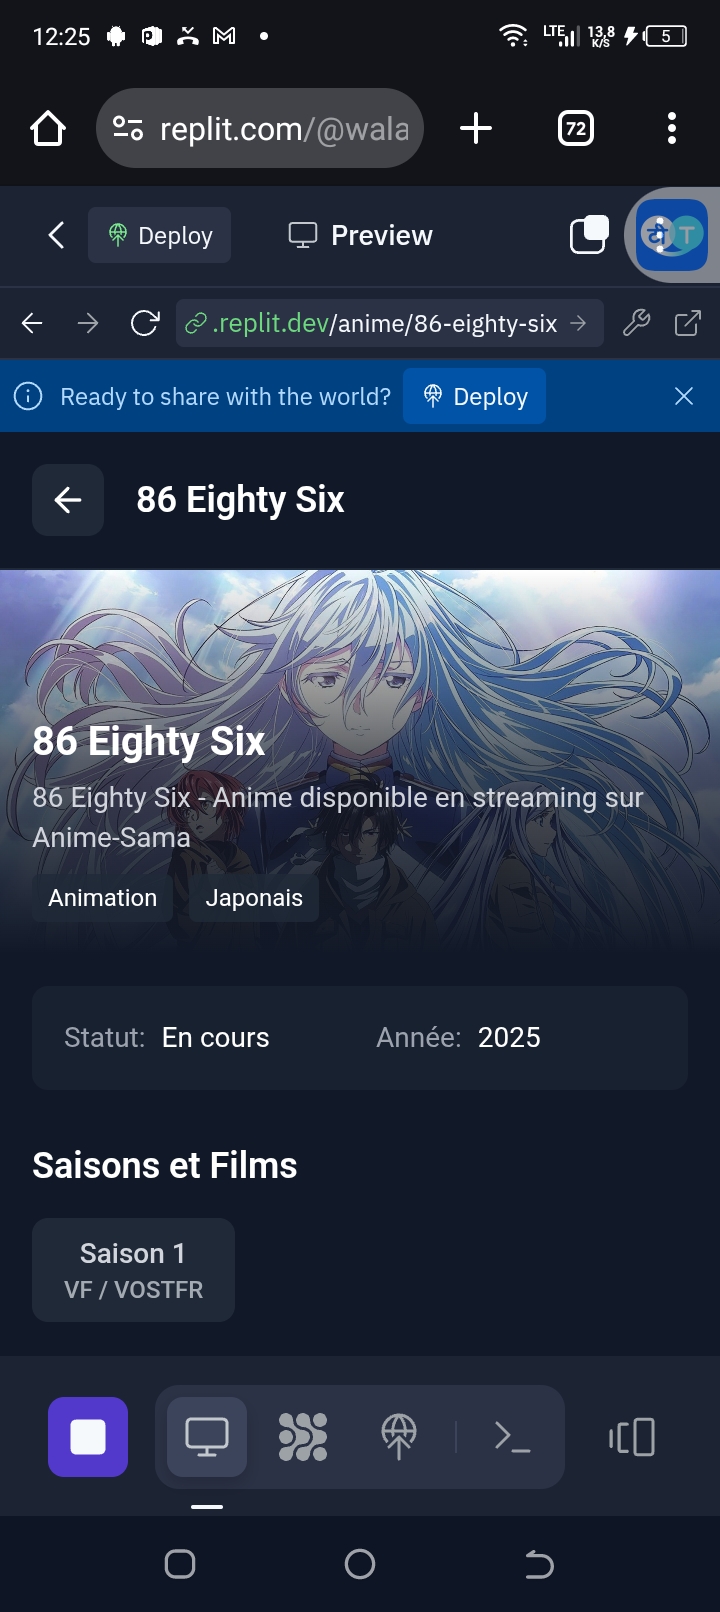 12:25
LTE 13,8 K/S 5
replit.com/@wala
72
Deploy
Preview
टी T
.replit.dev/anime/86-eighty-six
Ready to share with the world?
Deploy
86 Eighty Six
86 Eighty Six
86 Eighty Six - Anime disponible en streaming sur
Anime-Sama
Animation
Japonais
Statut: En cours
Année: 2025
Saisons et Films
Saison 1
VF / VOSTFR